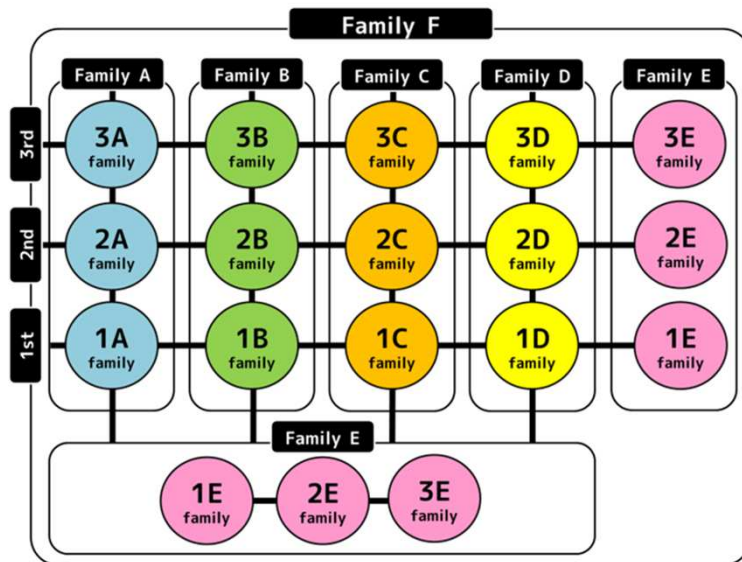 Family F
Family A
Family B
Family C
Family D
Family E
3rd
3A
family
3B
family
3C
family
3D
family
3E
family
2nd
2A
family
2B
family
2C
family
2D
family
2E
family
1st
1A
family
1B
family
1C
family
1D
family
1E
family
Family E
1E
family
2E
family
3E
family